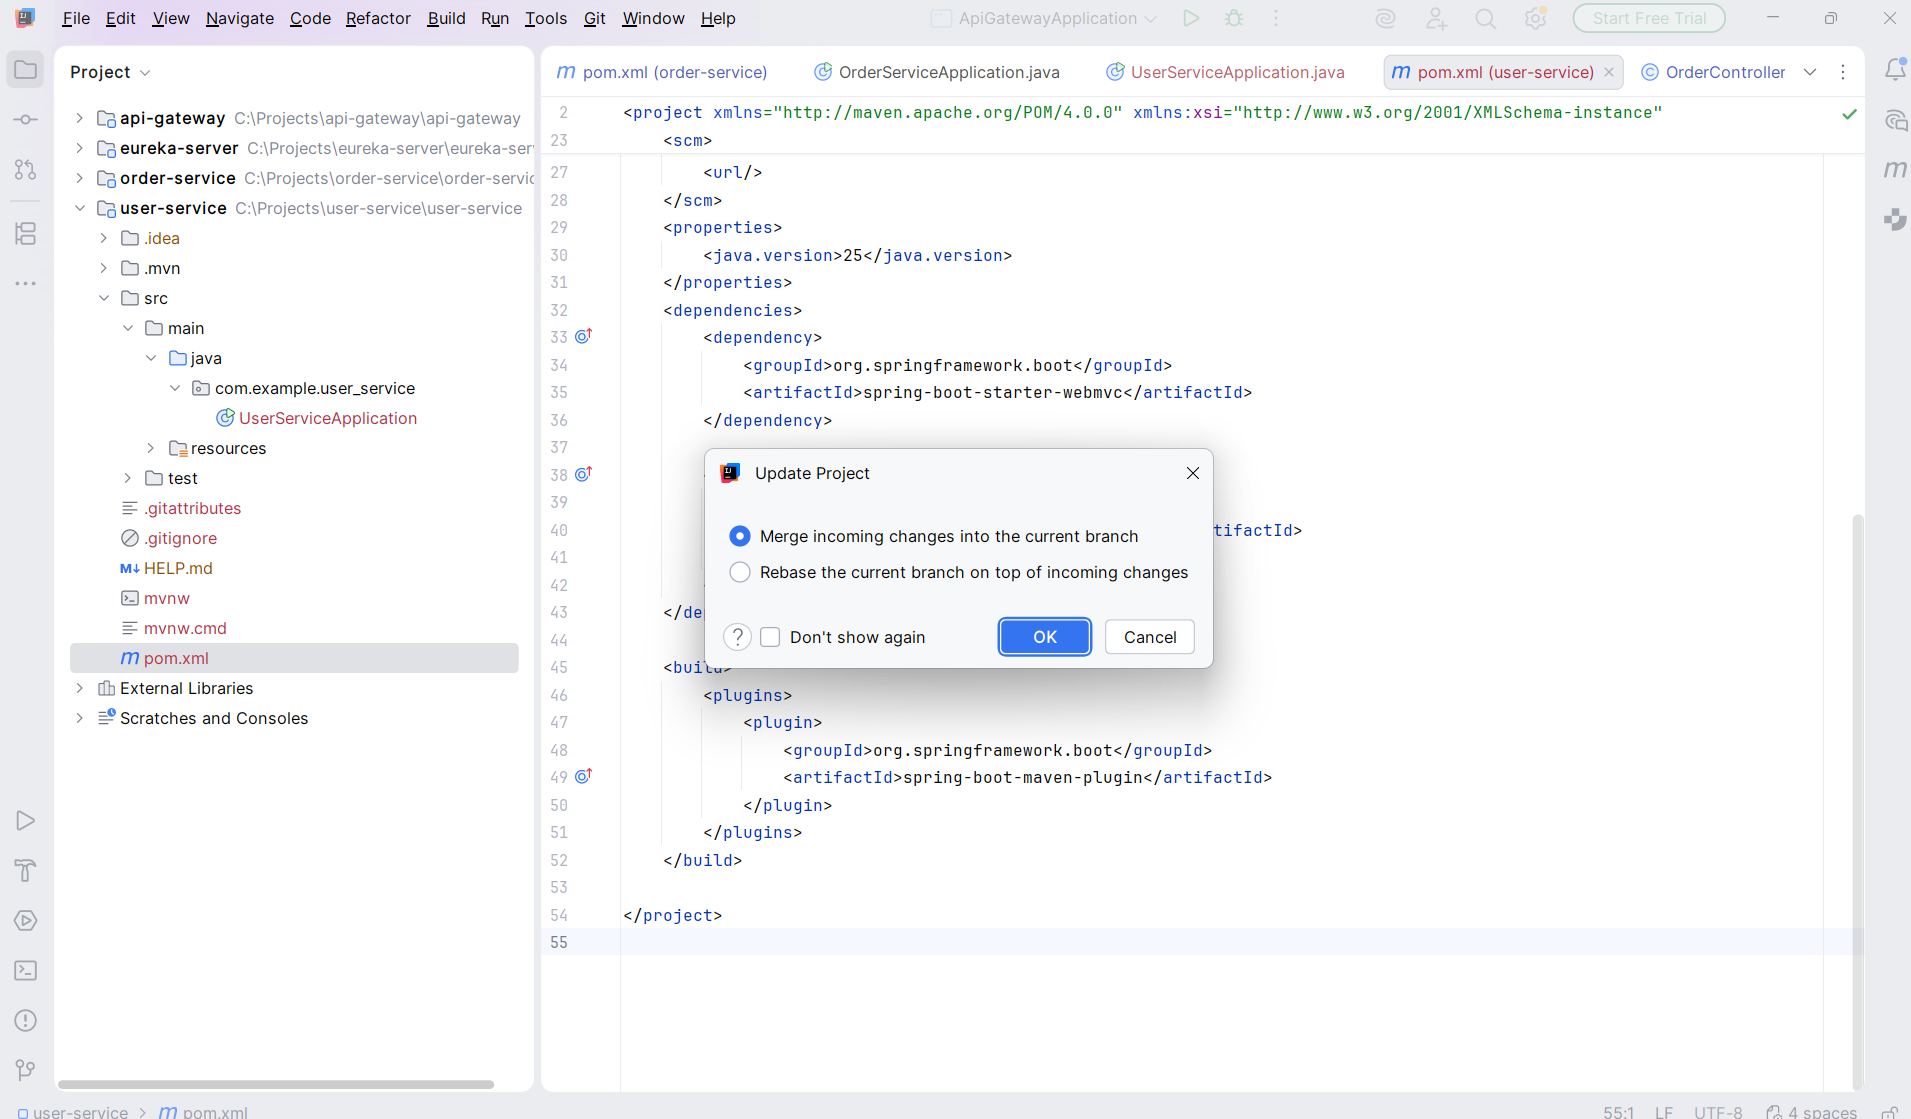 File Edit View Navigate Code Refactor Build Run Tools Git Window Help
ApiGatewayApplication
Start Free Trial
Project
api-gateway C:\Projects\api-gateway\api-gateway
eureka-server C:\Projects\eureka-server\eureka-ser
order-service C:\Projects\order-service\order-servic
user-service C:\Projects\user-service\user-service
.idea
.mvn
src
main
java
com.example.user_service
UserServiceApplication
resources
test
.gitattributes
.gitignore
M↓ HELP.md
mvnw
mvnw.cmd
m pom.xml
External Libraries
Scratches and Consoles
m pom.xml (order-service) OrderServiceApplication.java UserServiceApplication.java m pom.xml (user-service) OrderController
2 <project xmlns="http://maven.apache.org/POM/4.0.0" xmlns:xsi="http://www.w3.org/2001/XMLSchema-instance"
23 <scm>
27 <url/>
28 </scm>
29 <properties>
30 <java.version>25</java.version>
31 </properties>
32 <dependencies>
33 <dependency>
34 <groupId>org.springframework.boot</groupId>
35 <artifactId>spring-boot-starter-webmvc</artifactId>
36 </dependency>
37
38
39
40 tifactId>
41
42
43 </dep
44
45 <build>
46 <plugins>
47 <plugin>
48 <groupId>org.springframework.boot</groupId>
49 <artifactId>spring-boot-maven-plugin</artifactId>
50 </plugin>
51 </plugins>
52 </build>
53
54 </project>
55
Update Project
Merge incoming changes into the current branch
Rebase the current branch on top of incoming changes
? Don't show again
OK
Cancel
user-service > m pom.xml
55:1 LF UTF-8 4 spaces